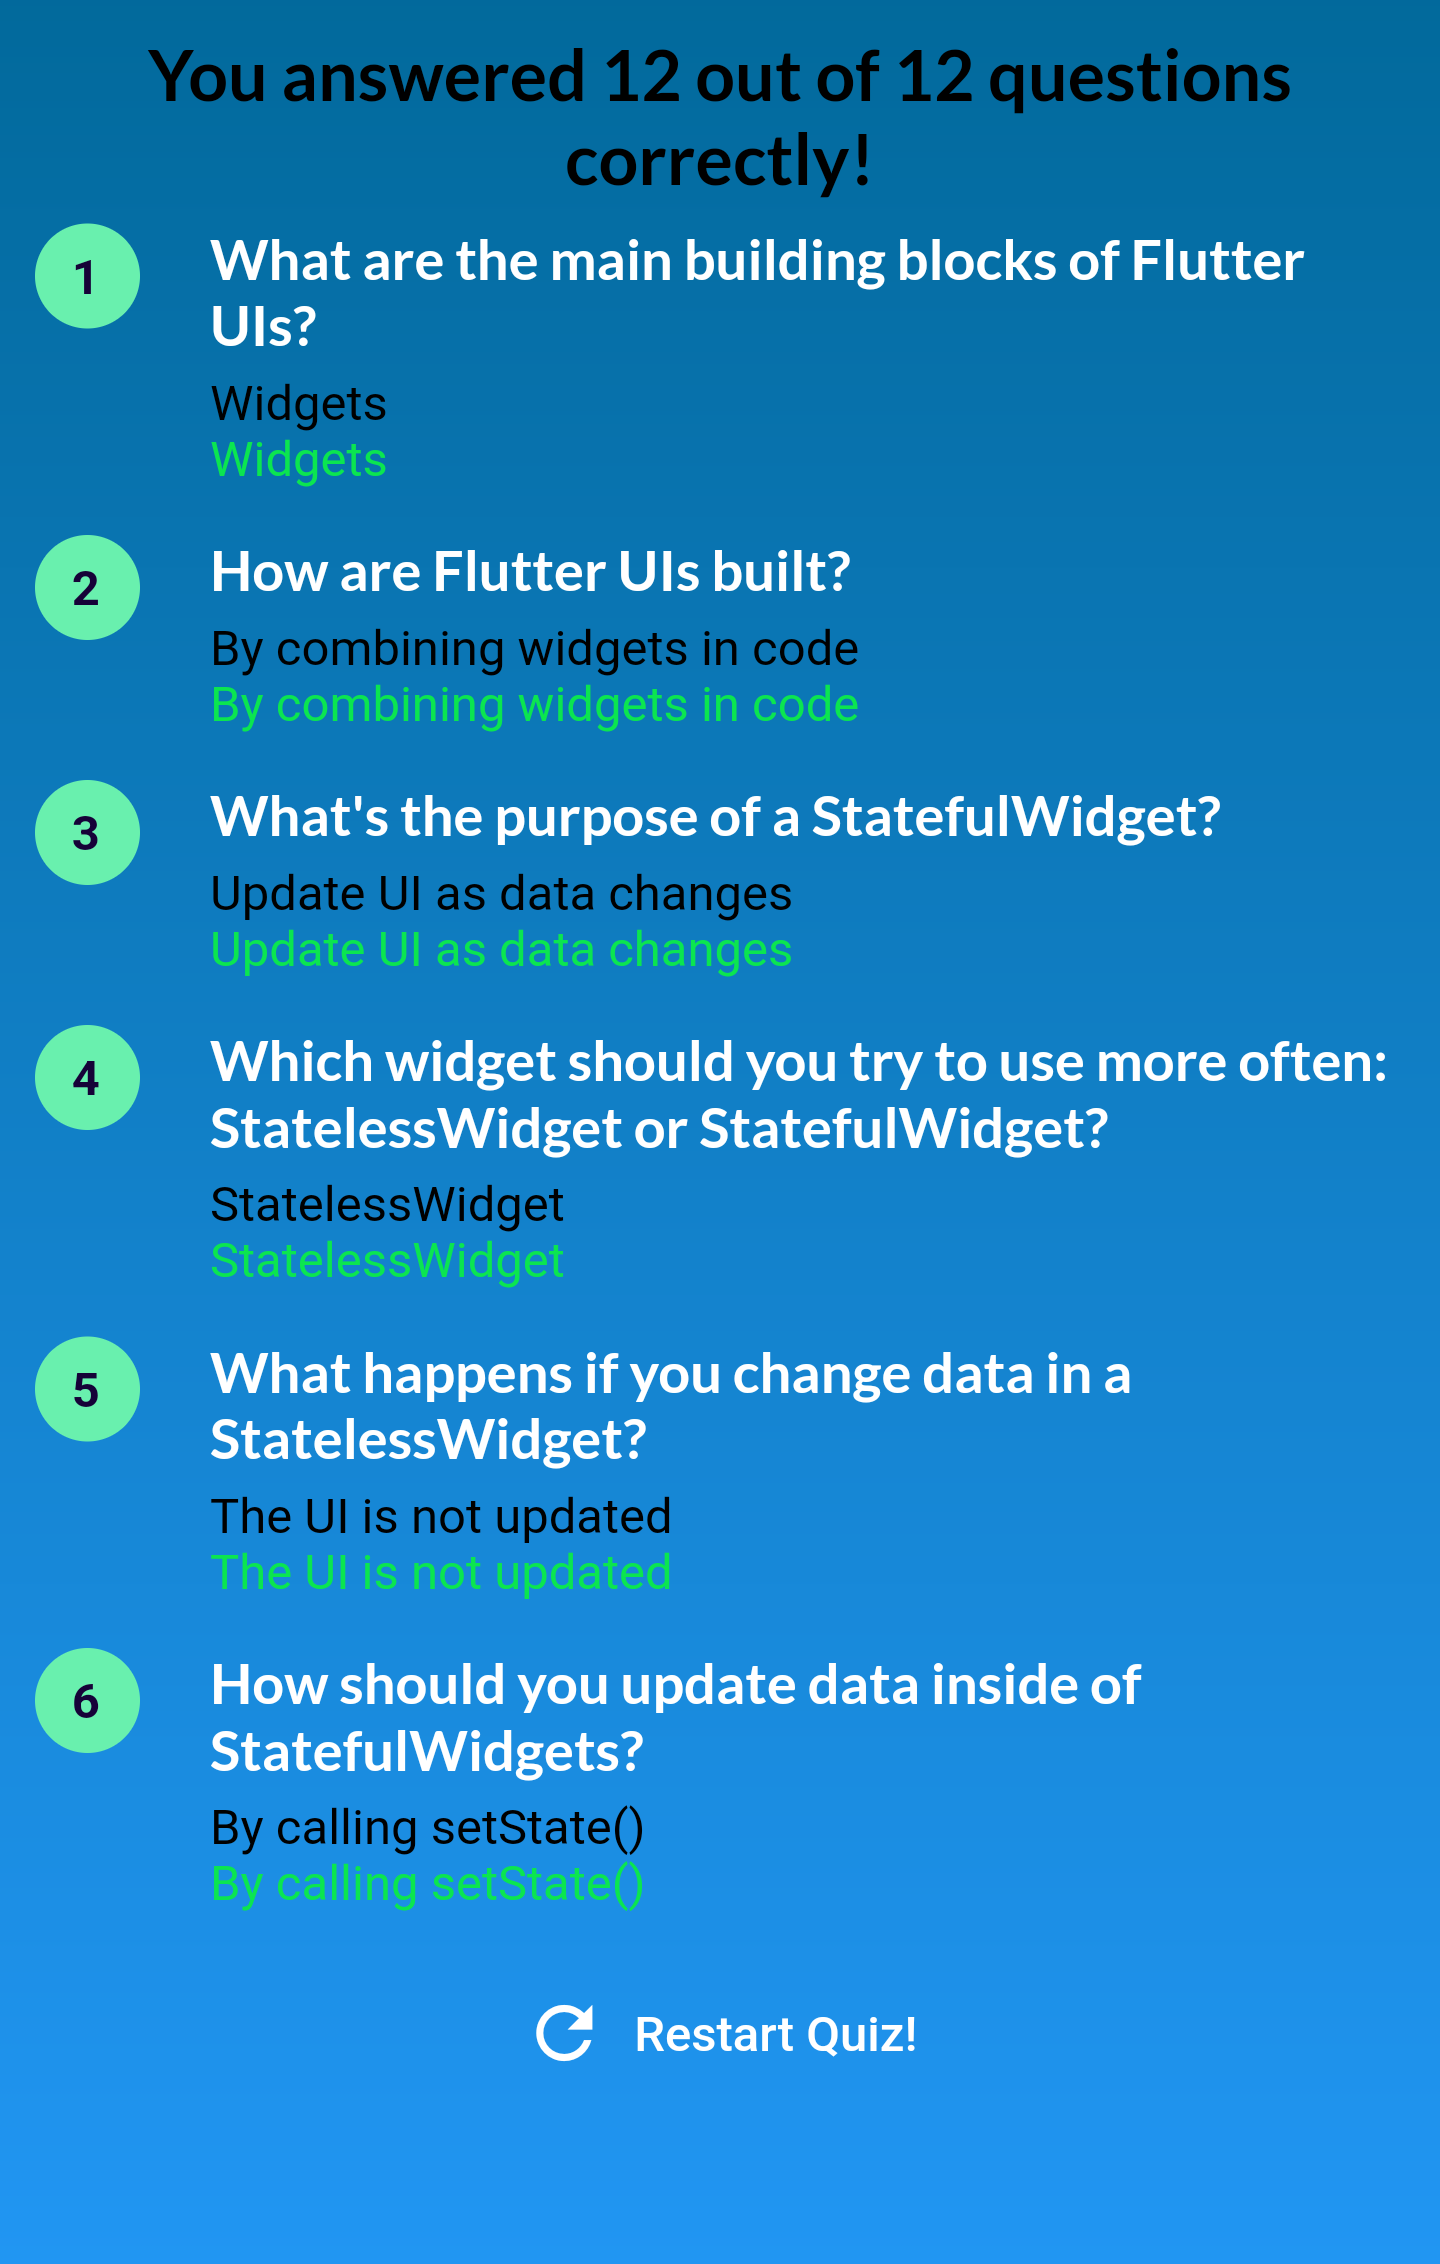 You answered 12 out of 12 questions
correctly!
1
What are the main building blocks of Flutter
UIs?
Widgets
Widgets
2
How are Flutter UIs built?
By combining widgets in code
By combining widgets in code
3
What's the purpose of a StatefulWidget?
Update UI as data changes
Update UI as data changes
4
Which widget should you try to use more often:
StatelessWidget or StatefulWidget?
StatelessWidget
StatelessWidget
5
What happens if you change data in a
StatelessWidget?
The UI is not updated
The UI is not updated
6
How should you update data inside of
StatefulWidgets?
By calling setState()
By calling setState()
Restart Quiz!